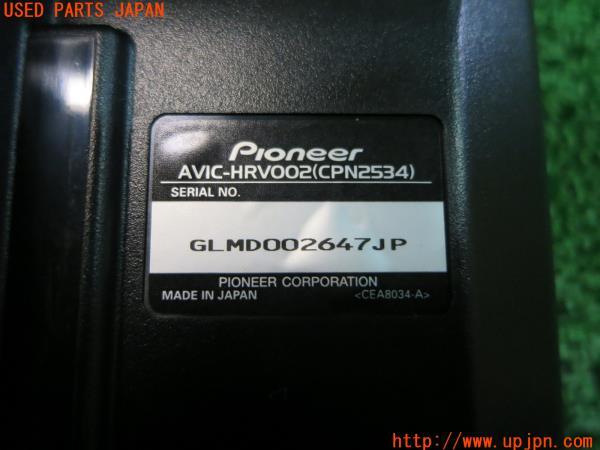 USED PARTS JAPAN
Pioneer
AVIC-HRV002(CPN2534)
SERIAL NO.
GLMD002647JP
PIONEER CORPORATION
MADE IN JAPAN <CEA8034-A>
http://www.upjpn.com/